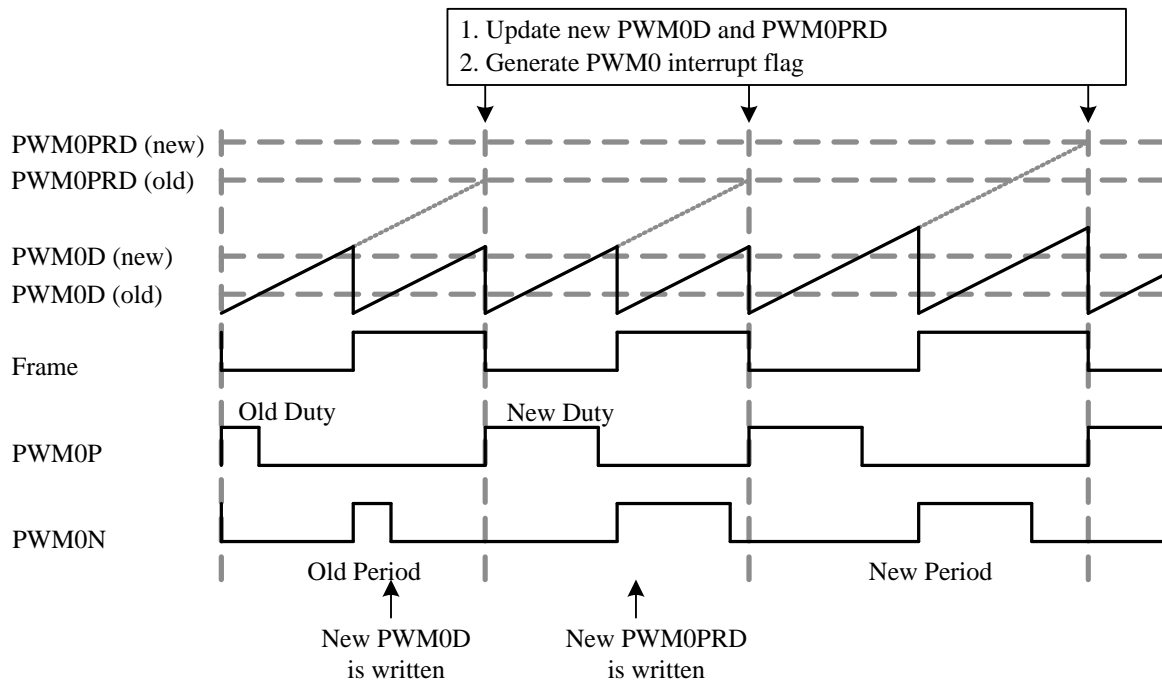 1. Update new PWM0D and PWM0PRD
2. Generate PWM0 interrupt flag
PWM0PRD (new)
PWM0PRD (old)
PWM0D (new)
PWM0D (old)
Frame
Old Duty
New Duty
PWM0P
PWM0N
Old Period
New Period
New PWM0D
is written
New PWM0PRD
is written